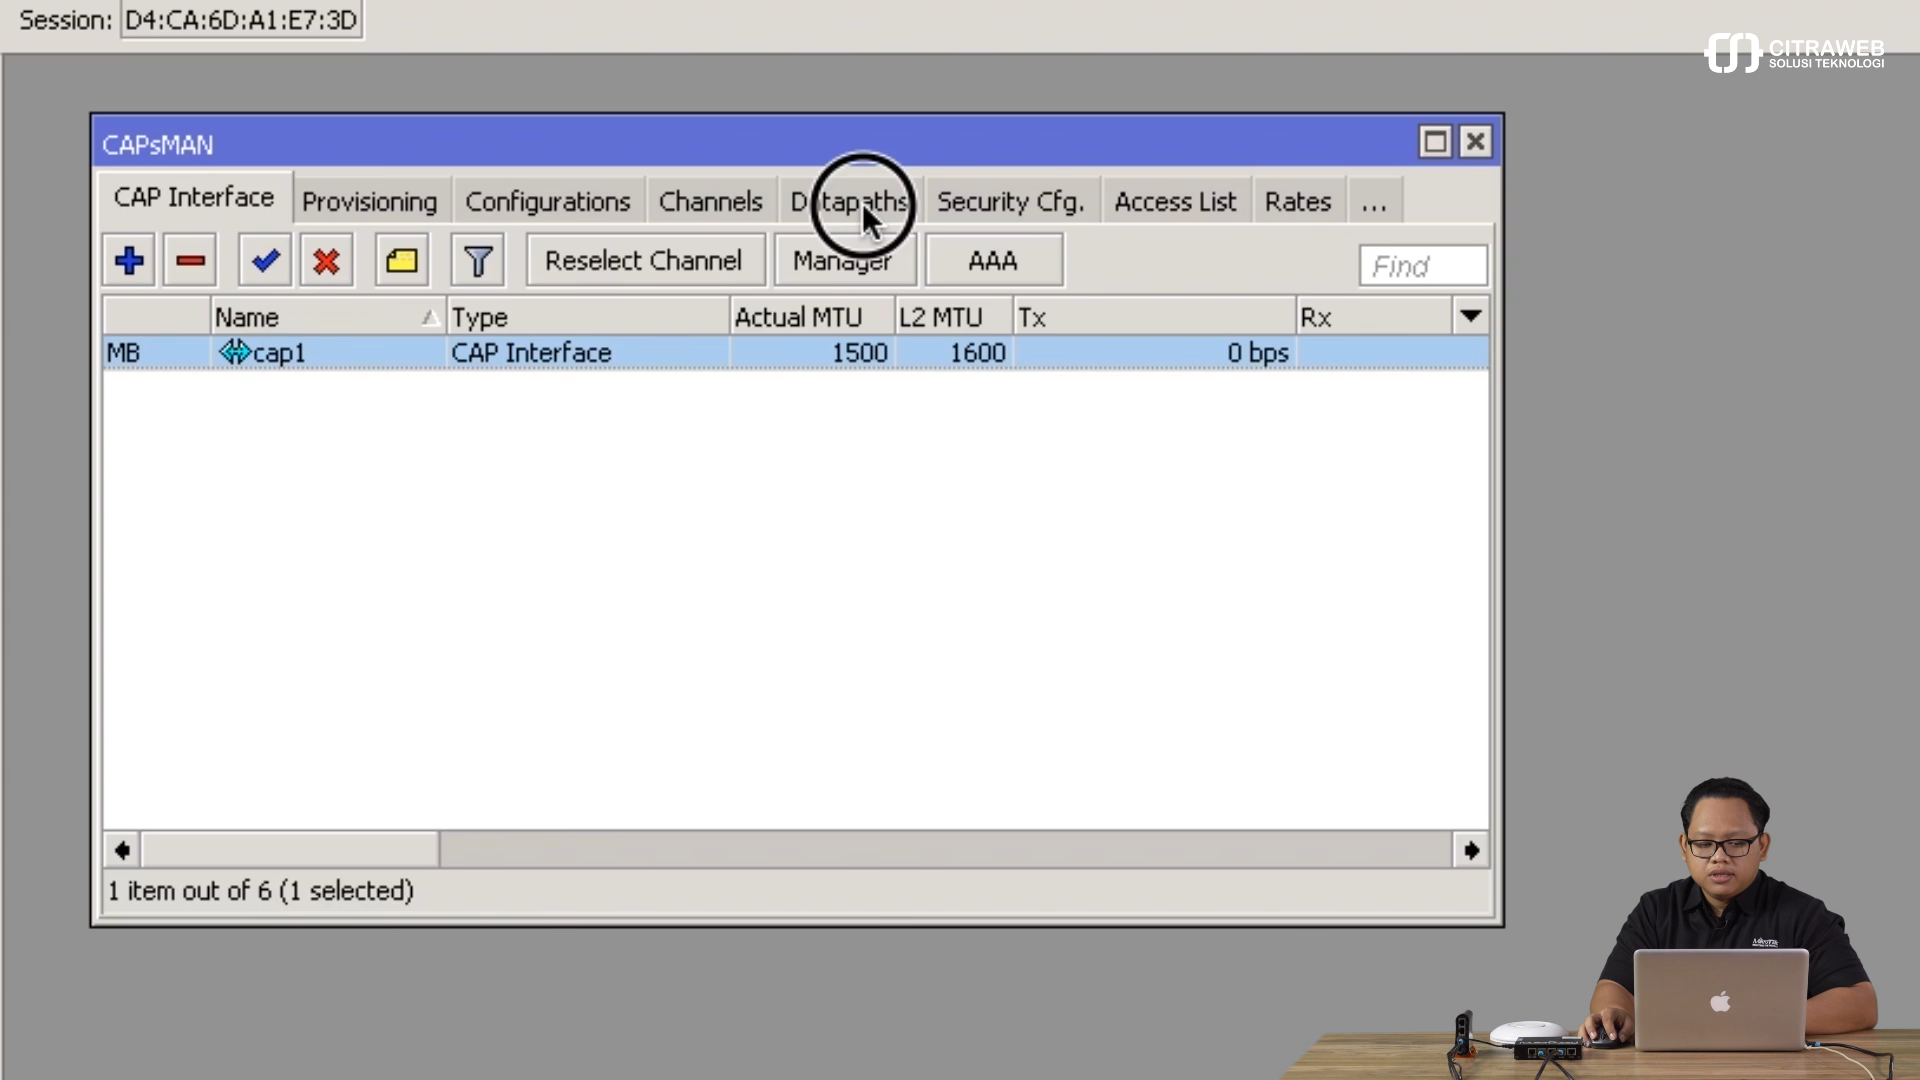 Session: D4:CA:6D:A1:E7:3D
CITRAWEB
SOLUSI TEKNOLOGI
CAPsMAN
CAP Interface Provisioning Configurations Channels Datapaths Security Cfg. Access List Rates ...
Reselect Channel Manager AAA Find
Name Type Actual MTU L2 MTU Tx Rx
MB cap1 CAP Interface 1500 1600 0 bps
1 item out of 6 (1 selected)